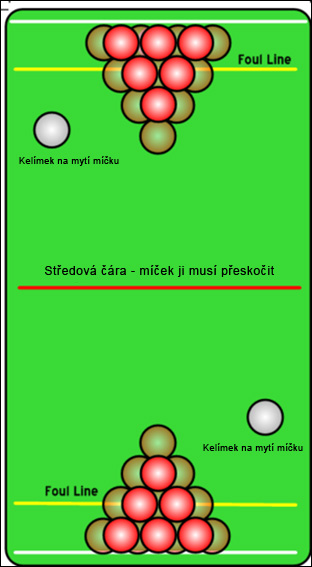 Foul Line
Kelímek na mytí míčku
Středová čára - míček ji musí přeskočit
Kelímek na mytí míčku
Foul Line